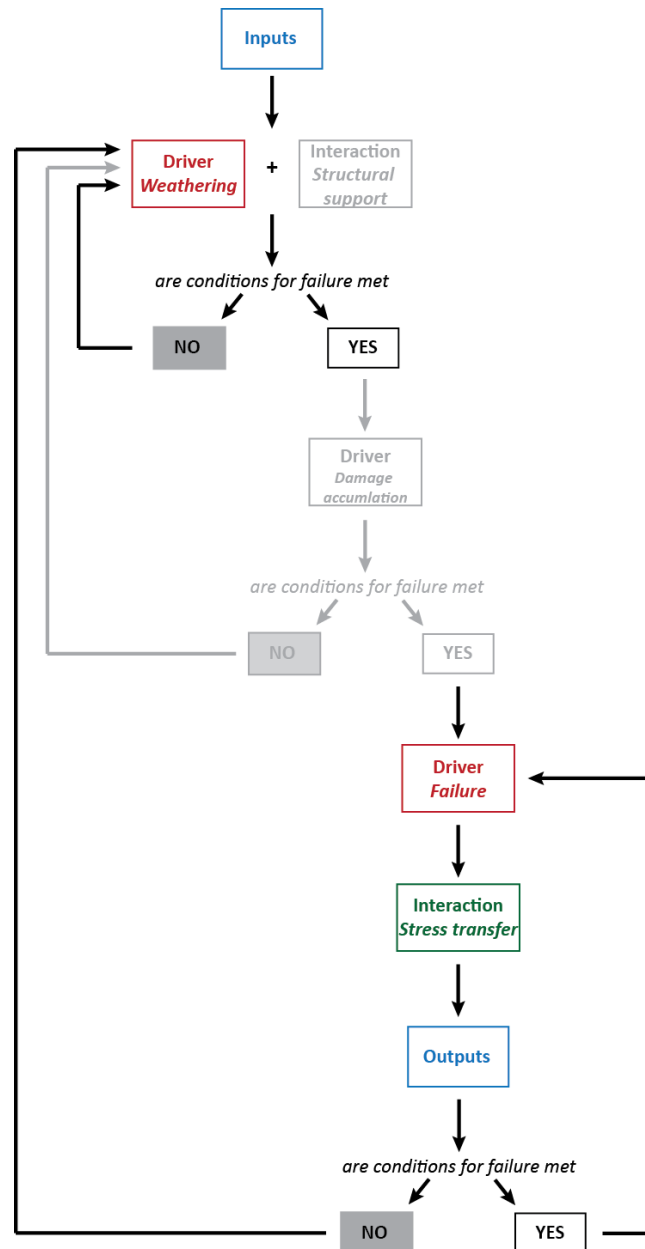 Inputs
Driver
Weathering
+
Interaction
Structural
support
are conditions for failure met
NO
YES
Driver
Damage
accumlation
are conditions for failure met
NO
YES
Driver
Failure
Interaction
Stress transfer
Outputs
are conditions for failure met
NO
YES